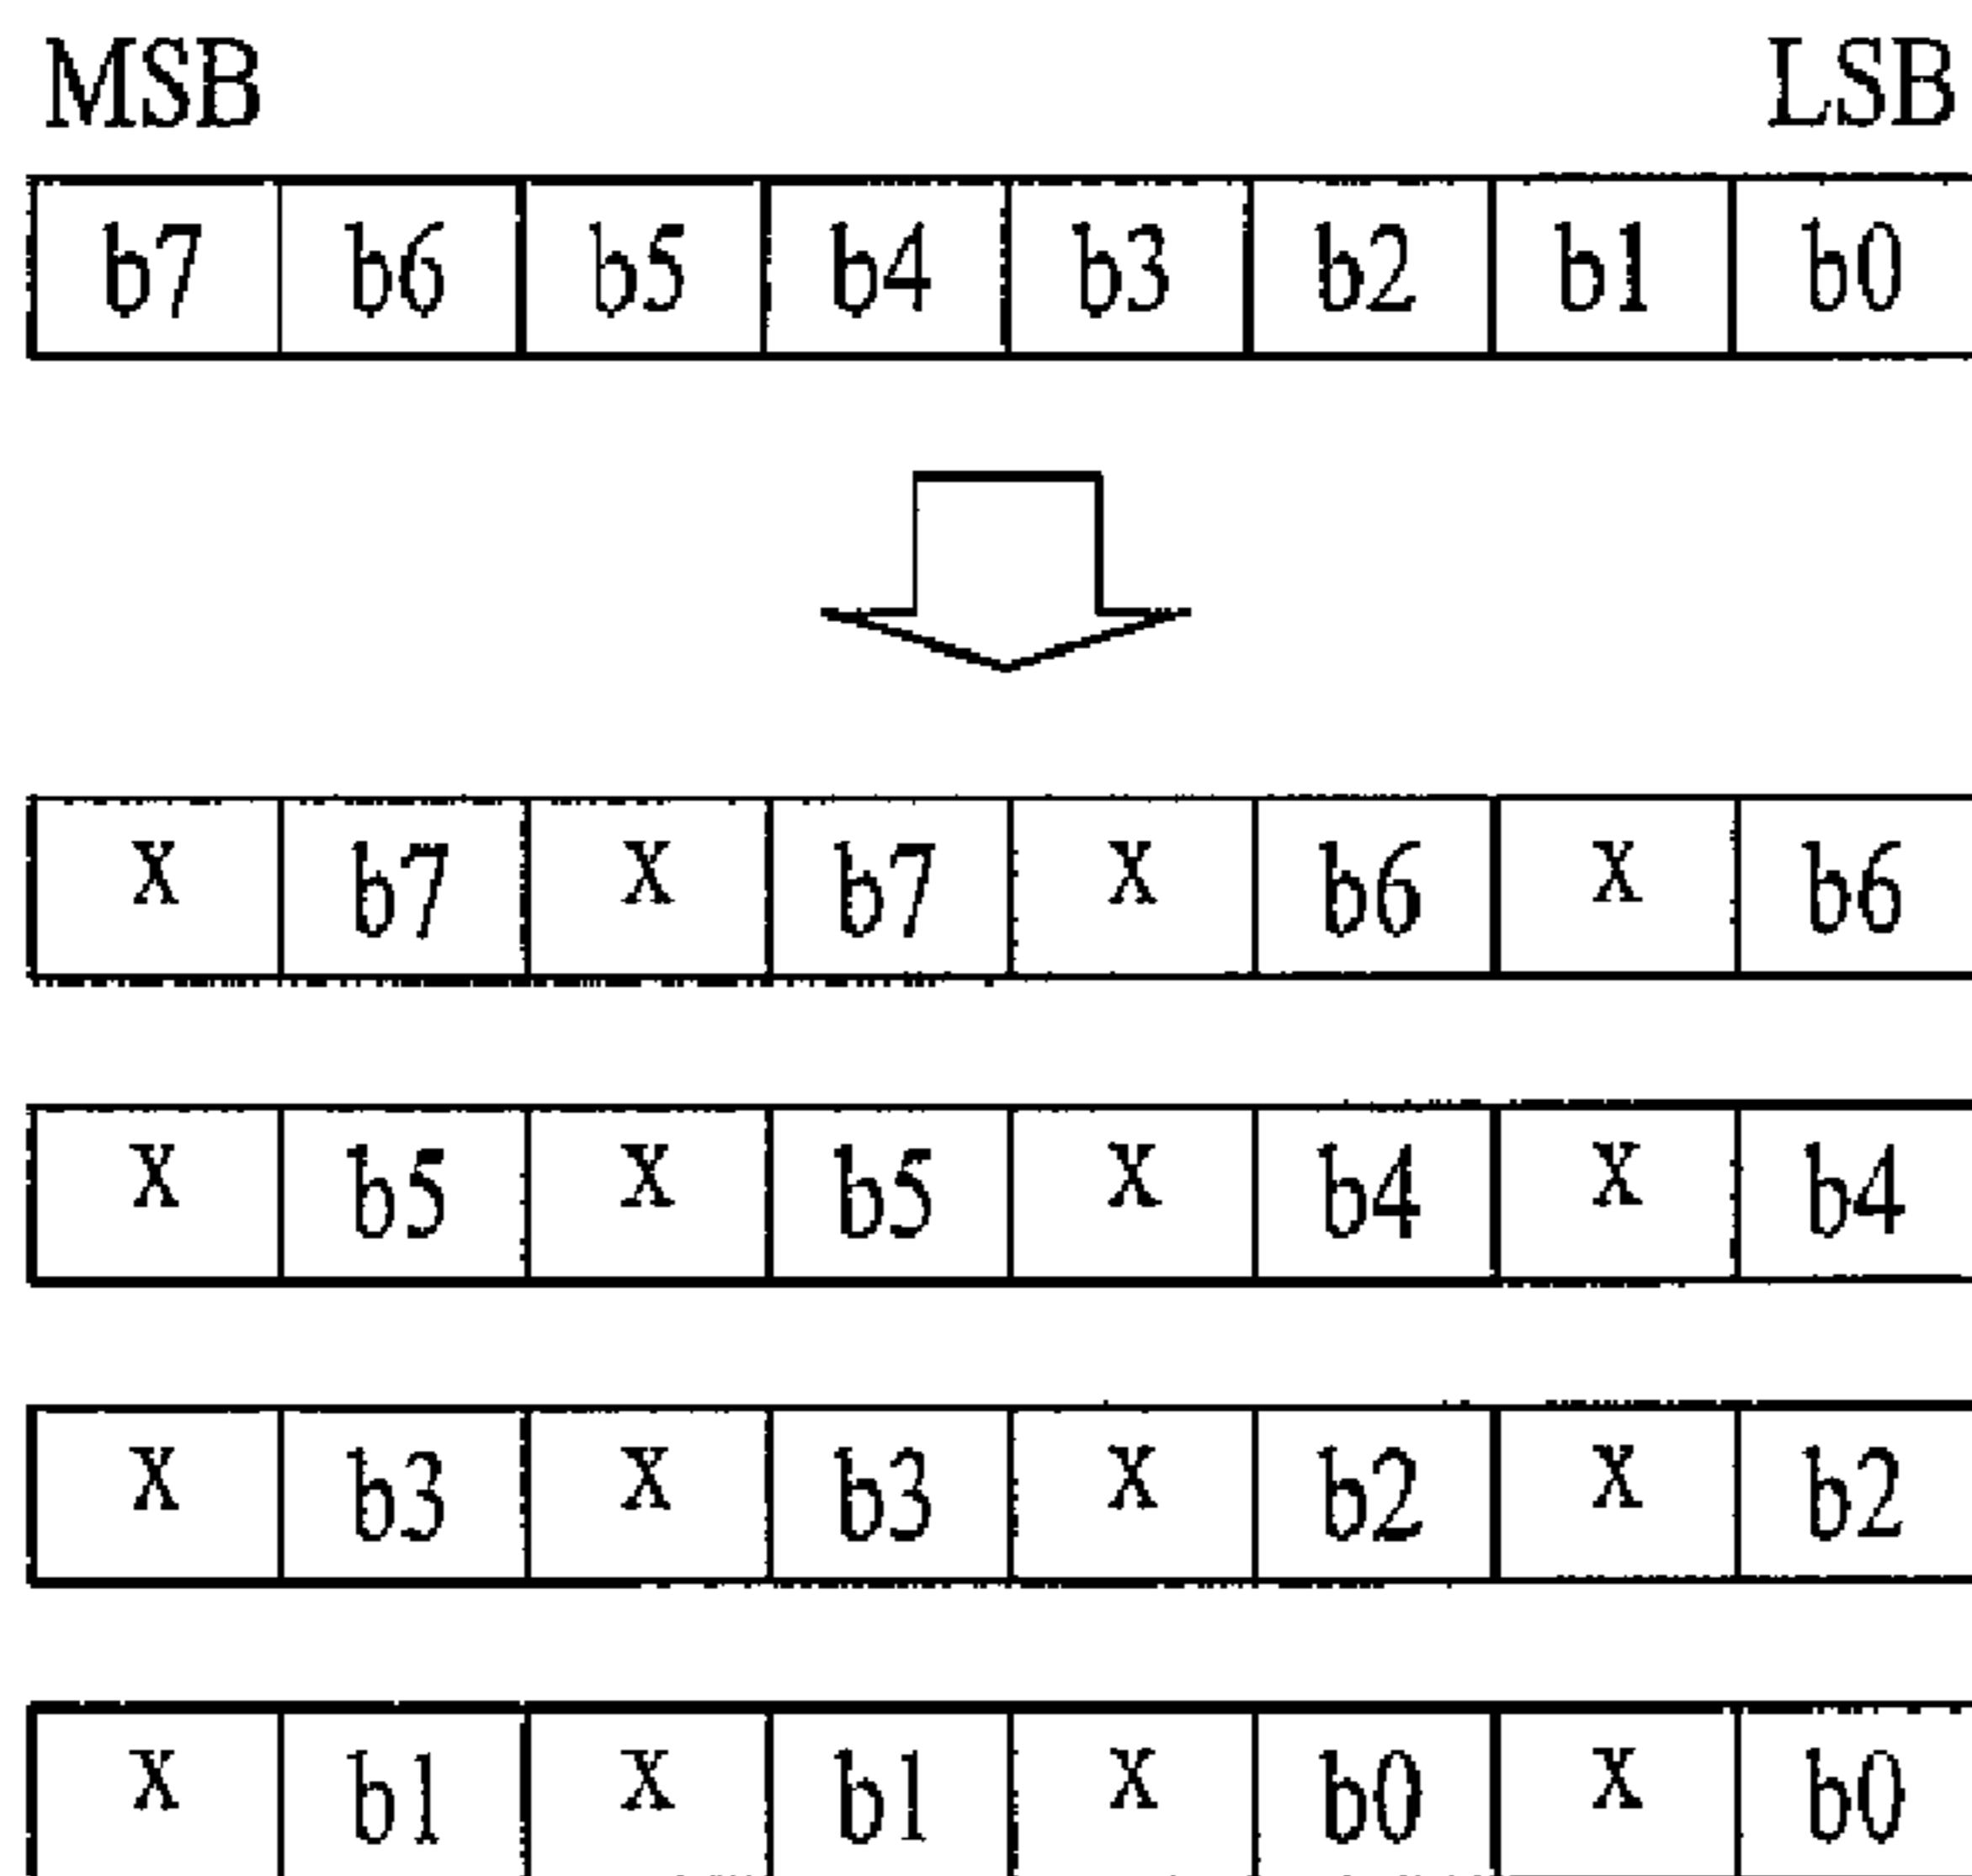 MSB LSB
b7 b6 b5 b4 b3 b2 b1 b0
X b7 X b7 X b6 X b6
X b5 X b5 X b4 X b4
X b3 X b3 X b2 X b2
X b1 X b1 X b0 X b0